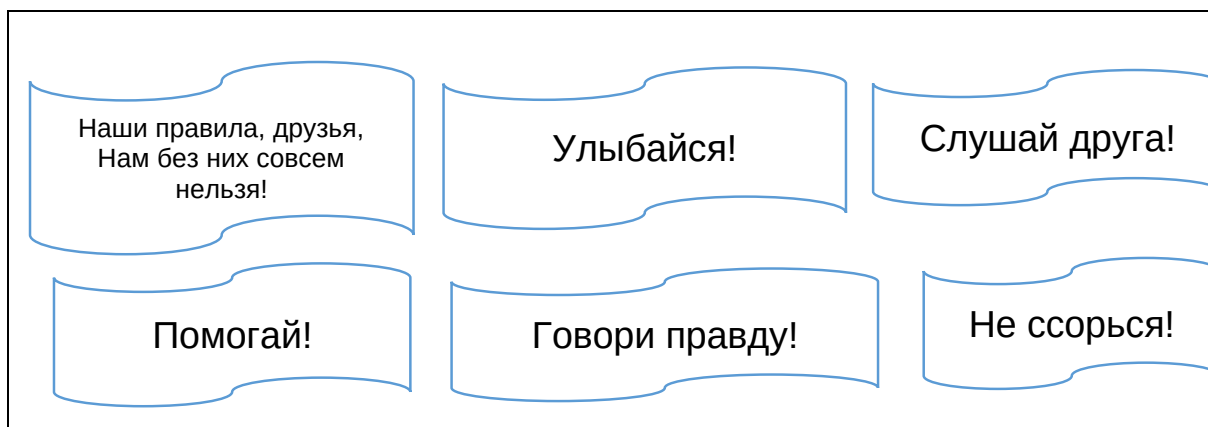 Наши правила, друзья,
Нам без них совсем
нельзя!
Улыбайся!
Слушай друга!
Помогай!
Говори правду!
Не ссорься!